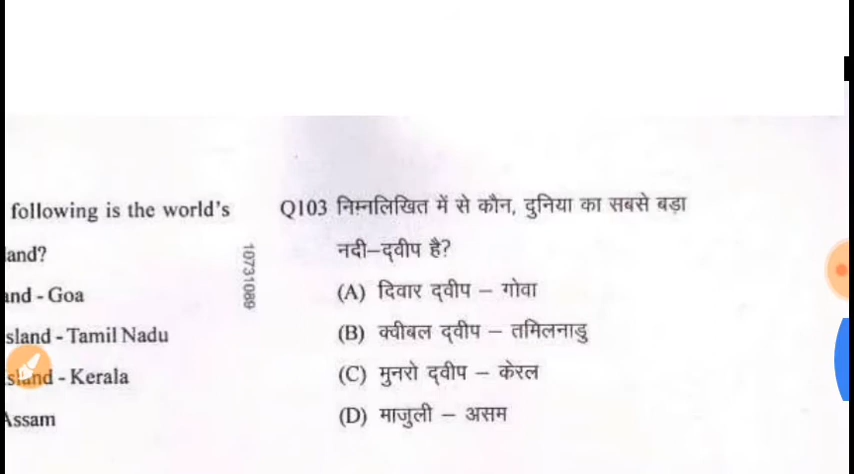 following is the world's
and?
and - Goa
sland - Tamil Nadu
sland - Kerala
Assam
10731089
Q103 निम्नलिखित में से कौन, दुनिया का सबसे बड़ा
नदी–द्वीप है?
(A) दिवार द्वीप – गोवा
(B) क्वीबल द्वीप – तमिलनाडु
(C) मुनरो द्वीप – केरल
(D) माजुली – असम